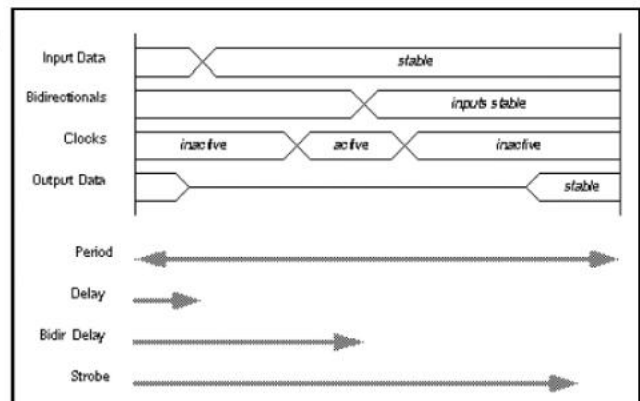 Input Data
stable
Bidirectionals
inputs stable
Clocks
inactive active inactive
Output Data
stable
Period
Delay
Bidir Delay
Strobe